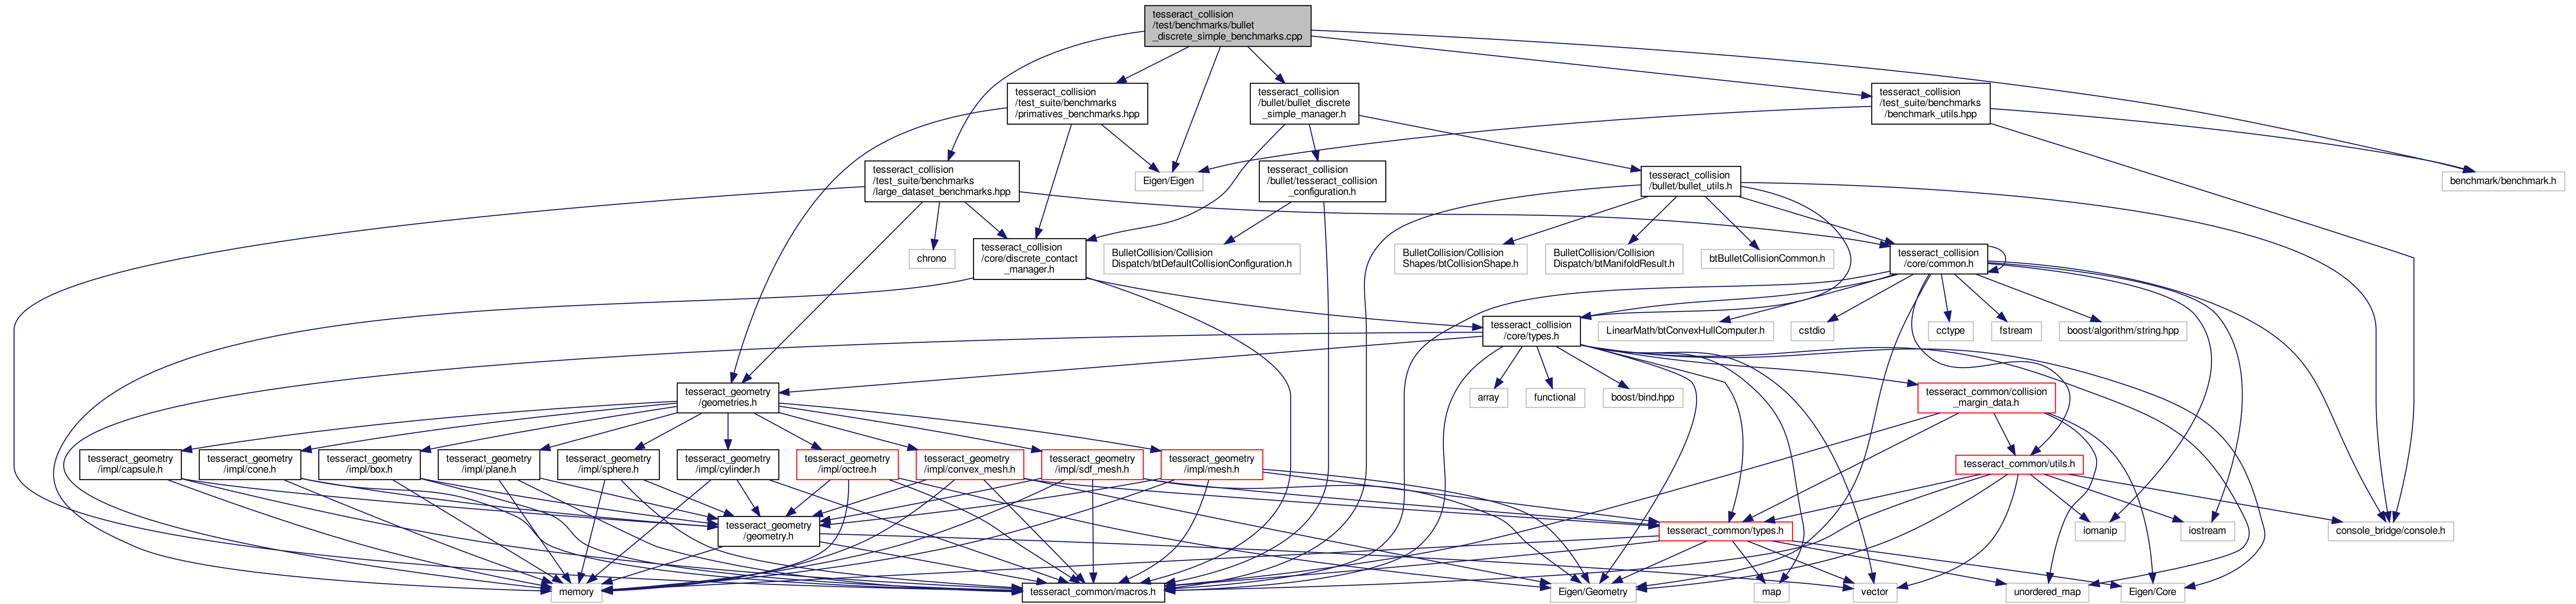 tesseract_collision
/test/benchmarks/bullet
_discrete_simple_benchmarks.cpp
tesseract_collision
/test_suite/benchmarks
/primatives_benchmarks.hpp
tesseract_collision
/bullet/bullet_discrete
_simple_manager.h
tesseract_collision
/test_suite/benchmarks
/benchmark_utils.hpp
tesseract_collision
/test_suite/benchmarks
/large_dataset_benchmarks.hpp
Eigen/Eigen
tesseract_collision
/bullet/tesseract_collision
_configuration.h
tesseract_collision
/bullet/bullet_utils.h
benchmark/benchmark.h
chrono
tesseract_collision
/core/discrete_contact
_manager.h
BulletCollision/Collision
Dispatch/btDefaultCollisionConfiguration.h
BulletCollision/Collision
Shapes/btCollisionShape.h
BulletCollision/Collision
Dispatch/btManifoldResult.h
btBulletCollisionCommon.h
tesseract_collision
/core/common.h
tesseract_collision
/core/types.h
LinearMath/btConvexHullComputer.h
cstdio
cctype
fstream
boost/algorithm/string.hpp
tesseract_geometry
/geometries.h
array
functional
boost/bind.hpp
tesseract_common/collision
_margin_data.h
tesseract_geometry
/impl/capsule.h
tesseract_geometry
/impl/cone.h
tesseract_geometry
/impl/box.h
tesseract_geometry
/impl/plane.h
tesseract_geometry
/impl/sphere.h
tesseract_geometry
/impl/cylinder.h
tesseract_geometry
/impl/octree.h
tesseract_geometry
/impl/convex_mesh.h
tesseract_geometry
/impl/sdf_mesh.h
tesseract_geometry
/impl/mesh.h
tesseract_common/utils.h
tesseract_geometry
/geometry.h
tesseract_common/types.h
iomanip
iostream
console_bridge/console.h
memory
tesseract_common/macros.h
Eigen/Geometry
map
vector
unordered_map
Eigen/Core